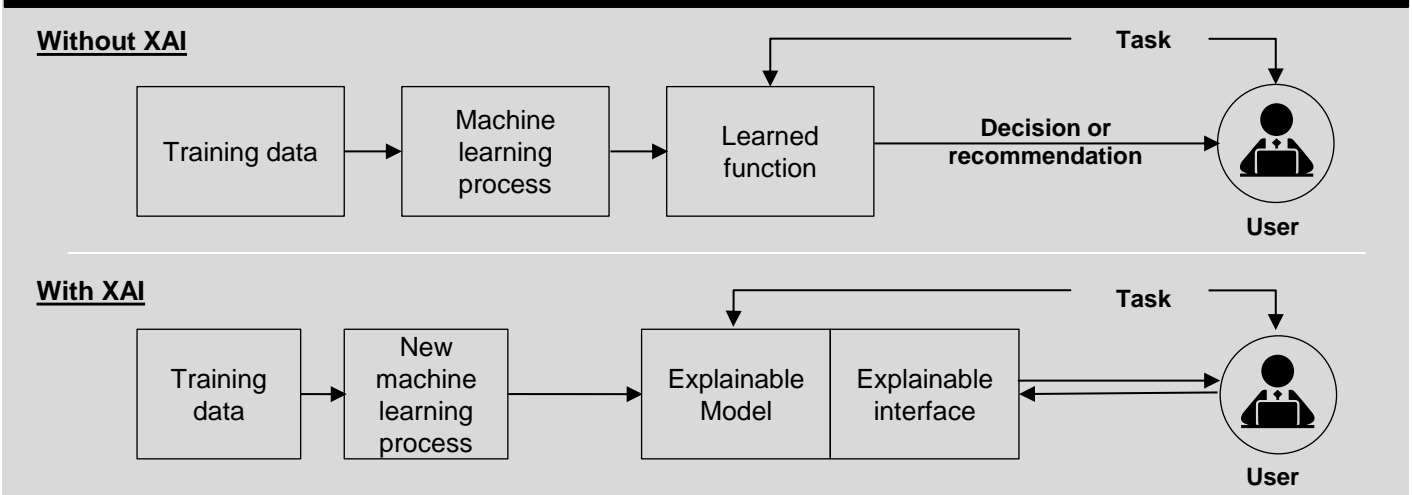 Without XAI
Task
Training data
Machine
learning
process
Learned
function
Decision or
recommendation
User
With XAI
Task
Training
data
New
machine
learning
process
Explainable
Model
Explainable
interface
User